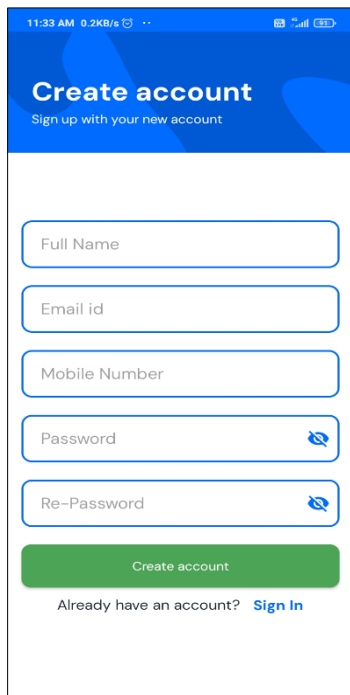 11:33 AM 0.2KB/s
Create account
Sign up with your new account
Full Name
Email id
Mobile Number
Password
Re-Password
Create account
Already have an account? Sign In